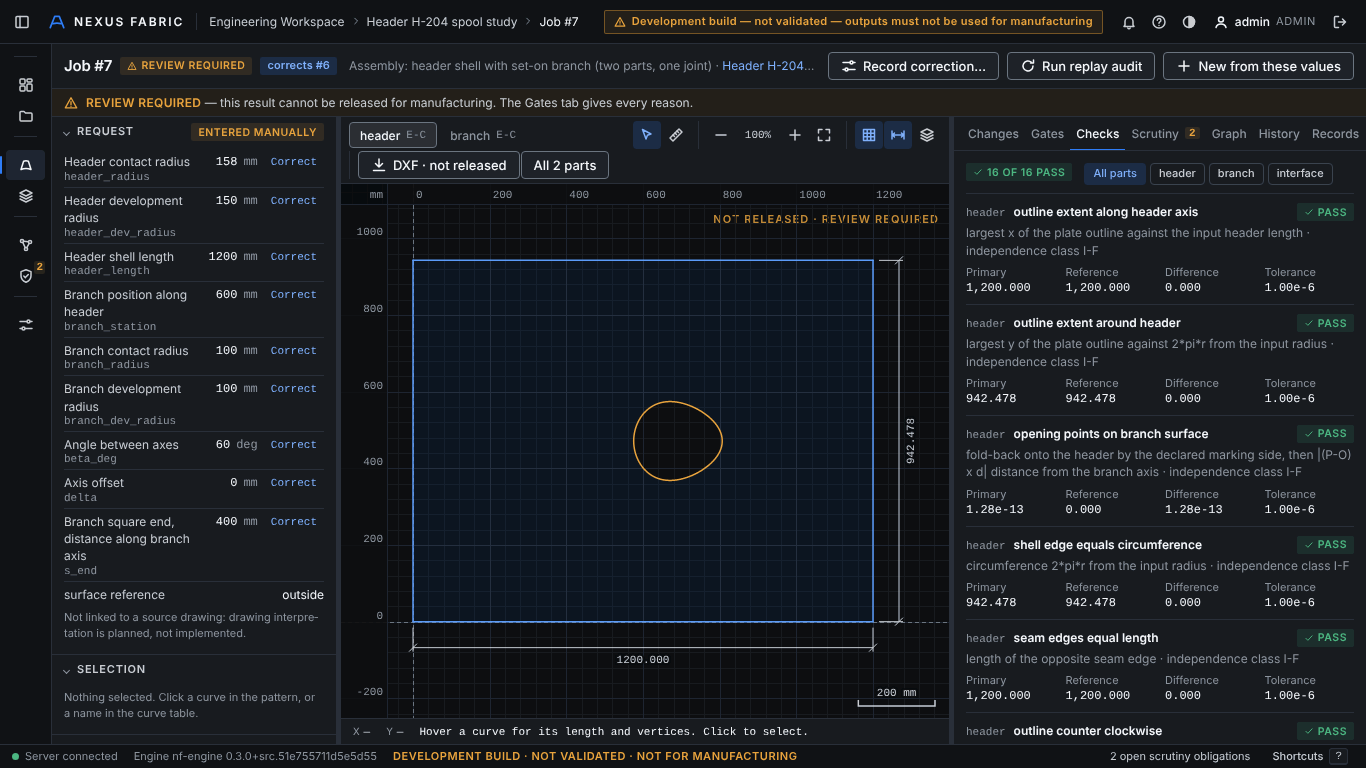 NEXUS FABRIC Engineering Workspace > Header H-204 spool study > Job #7 Development build — not validated — outputs must not be used for manufacturing admin ADMIN
Job #7 REVIEW REQUIRED corrects #6 Assembly: header shell with set-on branch (two parts, one joint) · Header H-204... Record correction... Run replay audit New from these values
REVIEW REQUIRED — this result cannot be released for manufacturing. The Gates tab gives every reason.
REQUEST ENTERED MANUALLY
Header contact radius 158 mm Correct
header_radius
Header development 150 mm Correct
radius
header_dev_radius
Header shell length 1200 mm Correct
header_length
Branch position along 600 mm Correct
header
branch_station
Branch contact radius 100 mm Correct
branch_radius
Branch development 100 mm Correct
radius
branch_dev_radius
Angle between axes 60 deg Correct
beta_deg
Axis offset 0 mm Correct
delta
Branch square end, 400 mm Correct
distance along branch
axis
s_end
surface reference outside
Not linked to a source drawing: drawing interpre-
tation is planned, not implemented.
SELECTION
Nothing selected. Click a curve in the pattern, or
a name in the curve table.
header E-C branch E-C 100%
DXF · not released All 2 parts
mm 0 200 400 600 800 1000 1200
NOT RELEASED · REVIEW REQUIRED
1000
800
600
400
200
0
-200
942.478
1200.000
200 mm
X — Y — Hover a curve for its length and vertices. Click to select.
Changes Gates Checks Scrutiny 2 Graph History Records
16 OF 16 PASS All parts header branch interface
header outline extent along header axis PASS
largest x of the plate outline against the input header length ·
independence class I-F
Primary Reference Difference Tolerance
1,200.000 1,200.000 0.000 1.00e-6
header outline extent around header PASS
largest y of the plate outline against 2*pi*r from the input radius ·
independence class I-F
Primary Reference Difference Tolerance
942.478 942.478 0.000 1.00e-6
header opening points on branch surface PASS
fold-back onto the header by the declared marking side, then |(P-O)
x d| distance from the branch axis · independence class I-F
Primary Reference Difference Tolerance
1.28e-13 0.000 1.28e-13 1.00e-6
header shell edge equals circumference PASS
circumference 2*pi*r from the input radius · independence class I-F
Primary Reference Difference Tolerance
942.478 942.478 0.000 1.00e-6
header seam edges equal length PASS
length of the opposite seam edge · independence class I-F
Primary Reference Difference Tolerance
1,200.000 1,200.000 0.000 1.00e-6
header outline counter clockwise PASS
2
Server connected Engine nf-engine 0.3.0+src.51e755711d5e5d55 DEVELOPMENT BUILD · NOT VALIDATED · NOT FOR MANUFACTURING 2 open scrutiny obligations Shortcuts ?